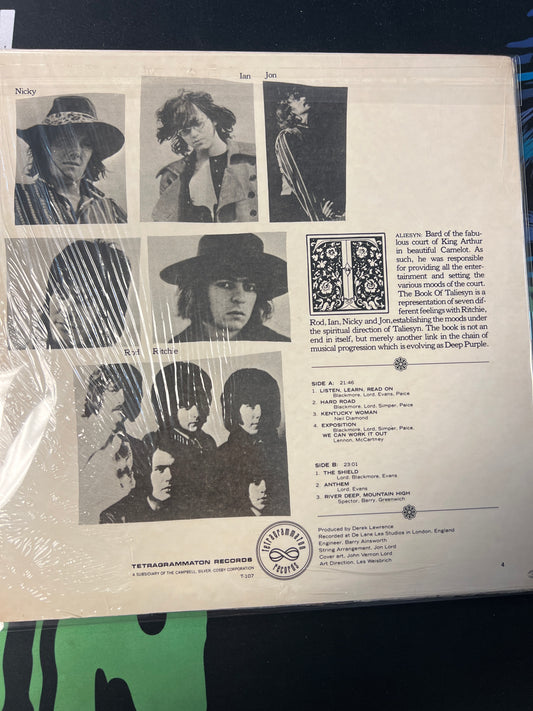 Nicky
Ian Jon
Rod Ritchie
TALIESYN: Bard of the fabu-
lous court of King Arthur
in beautiful Camelot. As
such, he was responsible
for providing all the enter-
tainment and setting the
various moods of the court.
The Book Of Taliesyn is a
representation of seven dif-
ferent feelings with Ritchie,
Rod, Ian, Nicky and Jon, establishing the moods under
the spiritual direction of Taliesyn. The book is not an
end in itself, but merely another link in the chain of
musical progression which is evolving as Deep Purple.
SIDE A: 21:46
1. LISTEN, LEARN, READ ON
Blackmore, Lord, Evans, Paice
2. HARD ROAD
Blackmore, Lord, Simper, Paice
3. KENTUCKY WOMAN
Neil Diamond
4. EXPOSITION
Blackmore, Lord, Simper, Paice,
WE CAN WORK IT OUT
Lennon, McCartney
SIDE B: 23:01
1. THE SHIELD
Lord, Blackmore, Evans
2. ANTHEM
Lord, Evans
3. RIVER DEEP, MOUNTAIN HIGH
Spector, Barry, Greenwich
Produced by Derek Lawrence
Recorded at De Lane Lea Studios in London, England
Engineer, Barry Ainsworth
String Arrangement, Jon Lord
Cover art, John Vernon Lord
Art Direction, Les Weisbrich
TETRAGRAMMATON RECORDS
A SUBSIDIARY OF THE CAMPBELL, SILVER, COSBY CORPORATION
T-107
tetragrammaton
records
4